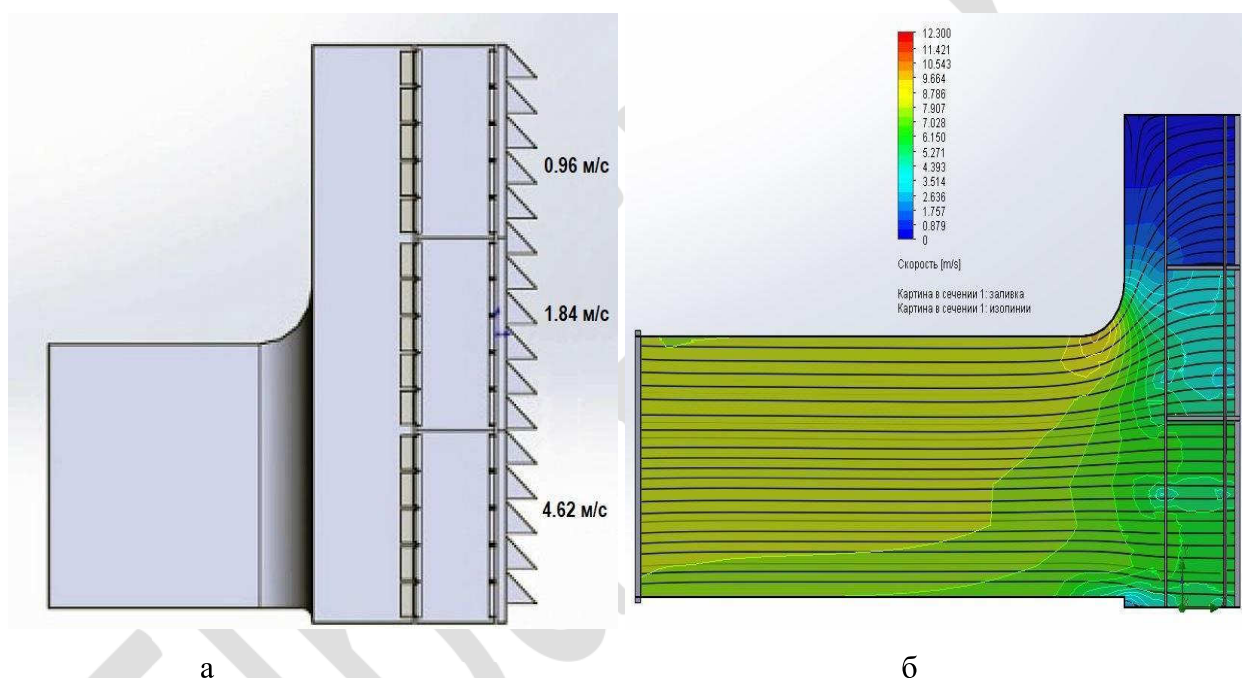 0.96 м/с
1.84 м/с
4.62 м/с
а
12.300
11.421
10.543
9.664
8.786
7.907
7.028
6.150
5.271
4.393
3.514
2.636
1.757
0.879
0
Скорость [m/s]
Картина в сечении 1: заливка
Картина в сечении 1: изолинии
б